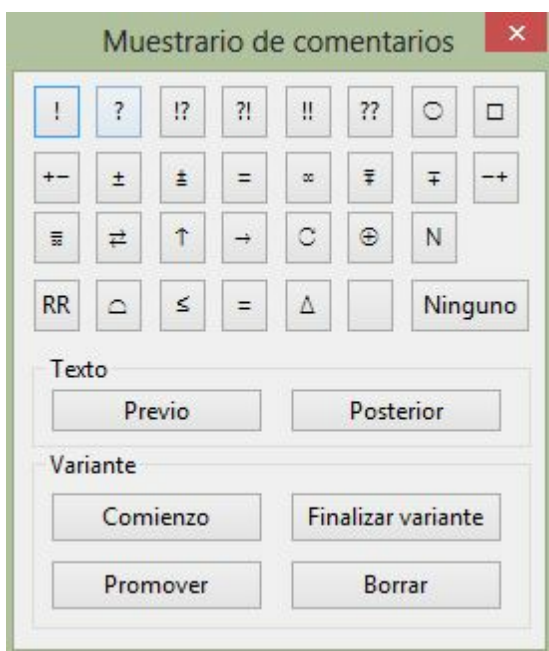 Muestrario de comentarios
! ? !? ?! !! ?? ○ □
+− ± ⩲ = ∞ ⩱ ∓ −+
⇄ ↑ → C ⊕ N
RR ⌓ ≤ = Δ Ninguno
Texto
Previo Posterior
Variante
Comienzo Finalizar variante
Promover Borrar